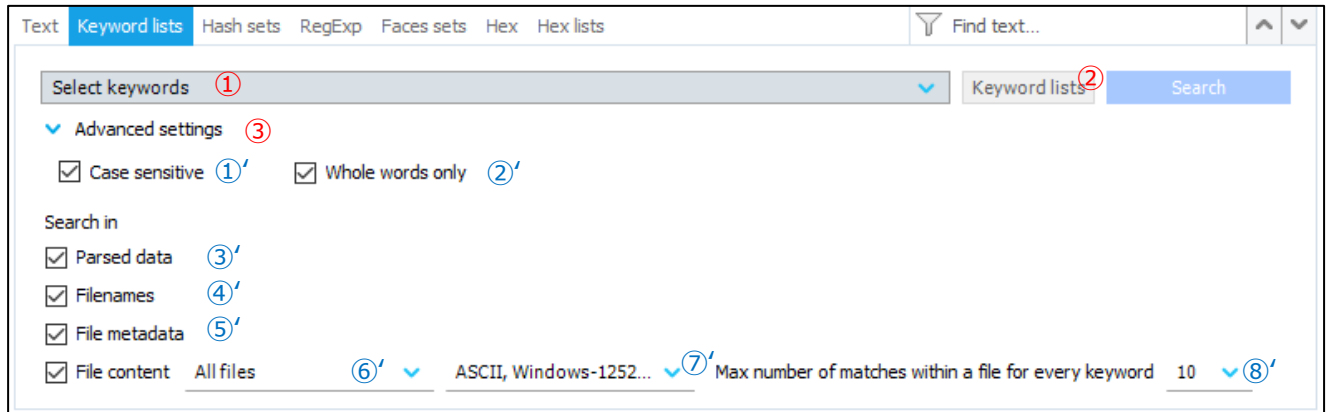 Text Keyword lists Hash sets RegExp Faces sets Hex Hex lists Find text...
Select keywords ① Keyword lists ② Search
Advanced settings ③
Case sensitive ①‘ Whole words only ②‘
Search in
Parsed data ③‘
Filenames ④‘
File metadata ⑤‘
File content All files ⑥‘ ASCII, Windows-1252... ⑦‘ Max number of matches within a file for every keyword 10 ⑧‘